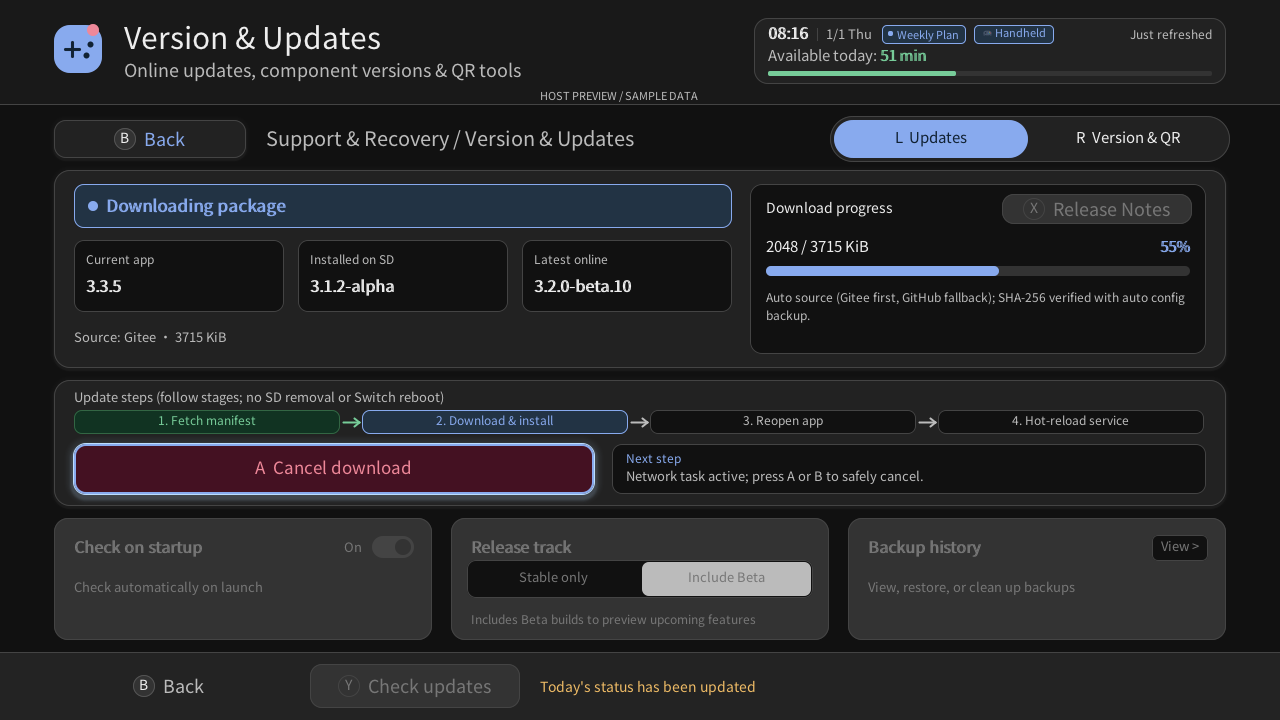 Version & Updates
Online updates, component versions & QR tools
08:16
1/1 Thu
Weekly Plan
Handheld
Just refreshed
Available today: 51 min
HOST PREVIEW / SAMPLE DATA
B Back
Support & Recovery / Version & Updates
L Updates
R Version & QR
Downloading package
Current app
3.3.5
Installed on SD
3.1.2-alpha
Latest online
3.2.0-beta.10
Source: Gitee · 3715 KiB
Download progress
X Release Notes
2048 / 3715 KiB
55%
Auto source (Gitee first, GitHub fallback); SHA-256 verified with auto config
backup.
Update steps (follow stages; no SD removal or Switch reboot)
1. Fetch manifest
2. Download & install
3. Reopen app
4. Hot-reload service
A Cancel download
Next step
Network task active; press A or B to safely cancel.
Check on startup
On
Check automatically on launch
Release track
Stable only
Include Beta
Includes Beta builds to preview upcoming features
Backup history
View >
View, restore, or clean up backups
B Back
Y Check updates
Today's status has been updated